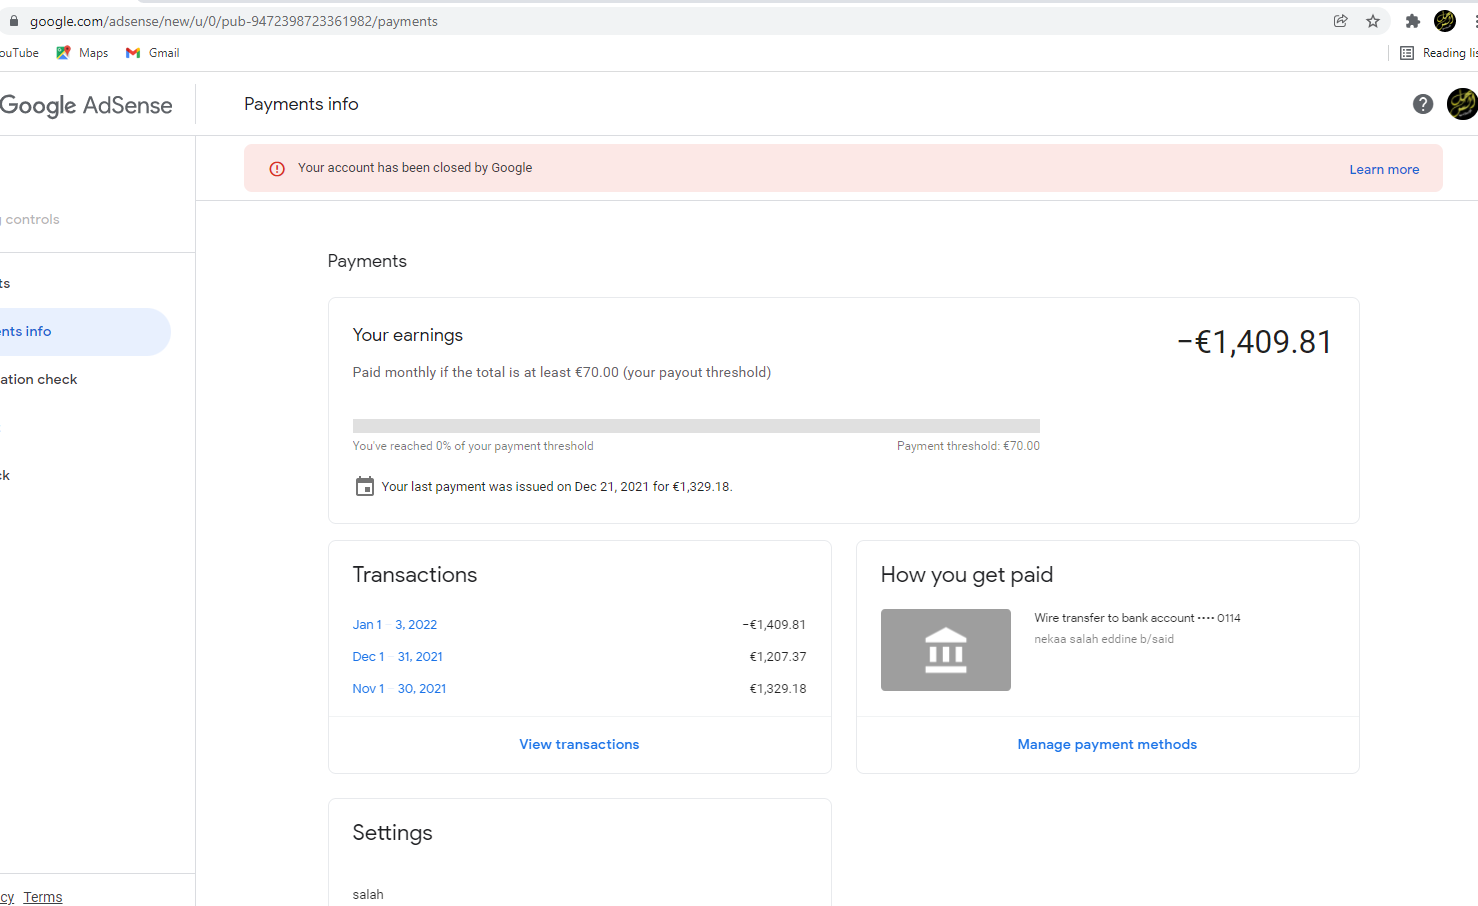 google.com/adsense/new/u/0/pub-9472398723361982/payments
ouTube Maps Gmail Reading lis
Google AdSense Payments info
Your account has been closed by Google Learn more
controls
ts
ents info
ation check
ck
Payments
Your earnings −€1,409.81
Paid monthly if the total is at least €70.00 (your payout threshold)
You've reached 0% of your payment threshold Payment threshold: €70.00
Your last payment was issued on Dec 21, 2021 for €1,329.18.
Transactions
Jan 1 – 3, 2022 −€1,409.81
Dec 1 – 31, 2021 €1,207.37
Nov 1 – 30, 2021 €1,329.18
View transactions
How you get paid
Wire transfer to bank account •••• 0114
nekaa salah eddine b/said
Manage payment methods
Settings
salah
cy Terms